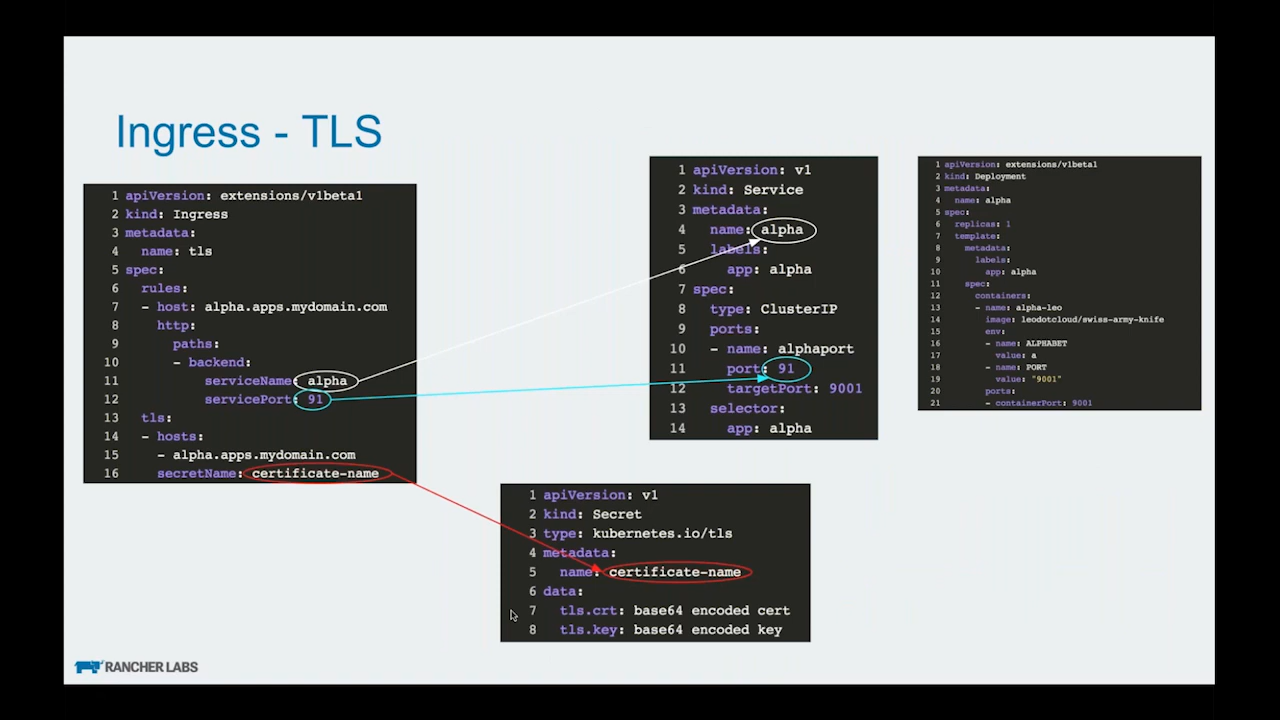 Ingress - TLS
1 apiVersion: extensions/v1beta1
2 kind: Ingress
3 metadata:
4   name: tls
5 spec:
6   rules:
7   - host: alpha.apps.mydomain.com
8     http:
9       paths:
10       - backend:
11           serviceName: alpha
12           servicePort: 91
13   tls:
14   - hosts:
15     - alpha.apps.mydomain.com
16     secretName: certificate-name
1 apiVersion: v1
2 kind: Service
3 metadata:
4   name: alpha
5   labels:
6     app: alpha
7 spec:
8   type: ClusterIP
9   ports:
10   - name: alphaport
11     port: 91
12     targetPort: 9001
13   selector:
14     app: alpha
1 apiVersion: extensions/v1beta1
2 kind: Deployment
3 metadata:
4   name: alpha
5 spec:
6   replicas: 1
7   template:
8     metadata:
9       labels:
10         app: alpha
11     spec:
12       containers:
13       - name: alpha-leo
14         image: leodotcloud/swiss-army-knife
15         env:
16         - name: ALPHABET
17           value: a
18         - name: PORT
19           value: "9001"
20         ports:
21         - containerPort: 9001
1 apiVersion: v1
2 kind: Secret
3 type: kubernetes.io/tls
4 metadata:
5   name: certificate-name
6 data:
7   tls.crt: base64 encoded cert
8   tls.key: base64 encoded key
RANCHER LABS